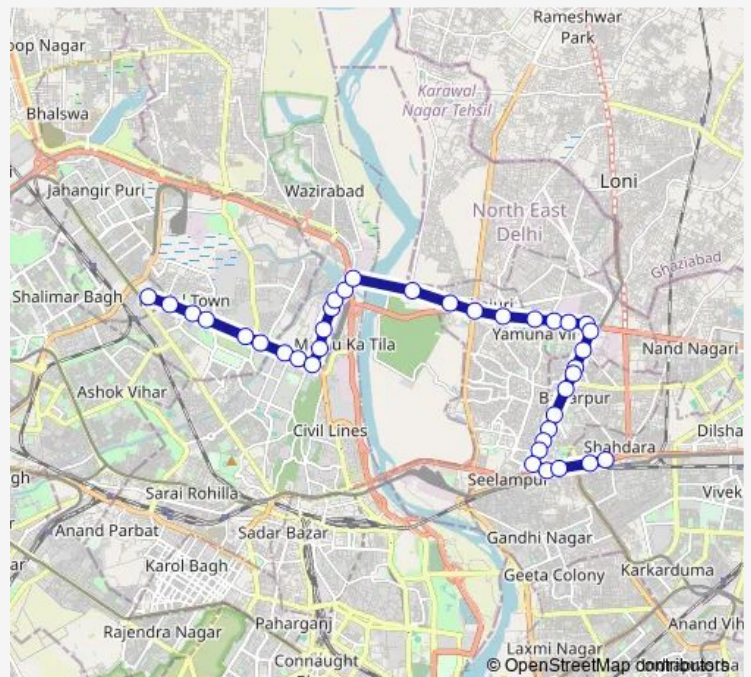 Rameshwar
Park
oop Nagar
Karawal
Nagar Tehsil
Bhalswa
Jahangir Puri
Wazirabad
Loni
North East
Delhi
Ghaziabad
Shalimar Bagh
Town
Yamuna Vi
Nand Nagari
Ka Tila
Ashok Vihar
Civil Lines
Shahdara
Dilsha
Seelampur
Sarai Rohilla
Vivek
Anand Parbat
Sadar Bazar
Gandhi Nagar
Karol Bagh
Geeta Colony
Karkarduma
Rajendra Nagar
Paharganj
Anand Vih
Laxmi Nagar
Connaught
© OpenStreetMap contributors